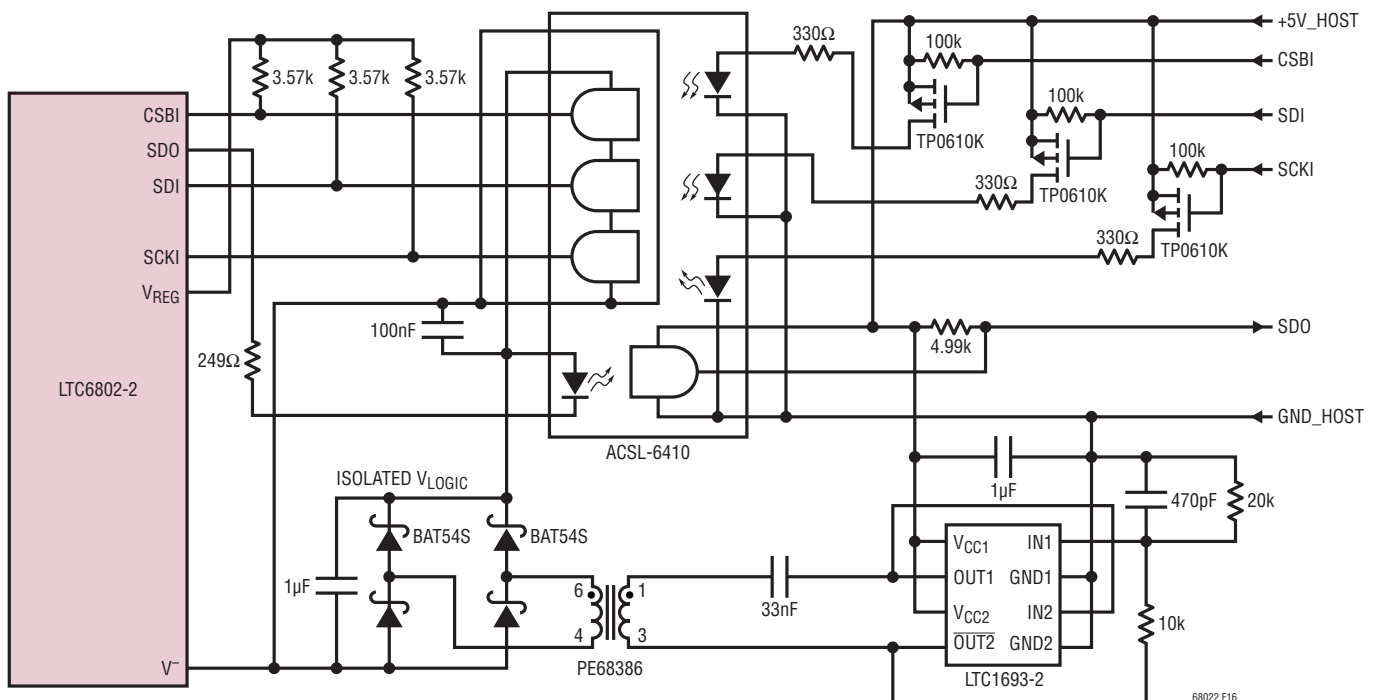 330Ω
+5V_HOST
100k
CSBI
TP0610K
3.57k
3.57k
3.57k
100k
SDI
330Ω
TP0610K
100k
SCKI
330Ω
TP0610K
CSBI
SDO
SDI
SCKI
VREG
100nF
249Ω
LTC6802-2
4.99k
SDO
GND_HOST
ACSL-6410
ISOLATED VLOGIC
BAT54S
BAT54S
1µF
6
4
1
3
PE68386
33nF
1µF
470pF
20k
VCC1
IN1
OUT1
GND1
VCC2
IN2
OUT2
GND2
LTC1693-2
10k
V–
68022 F16